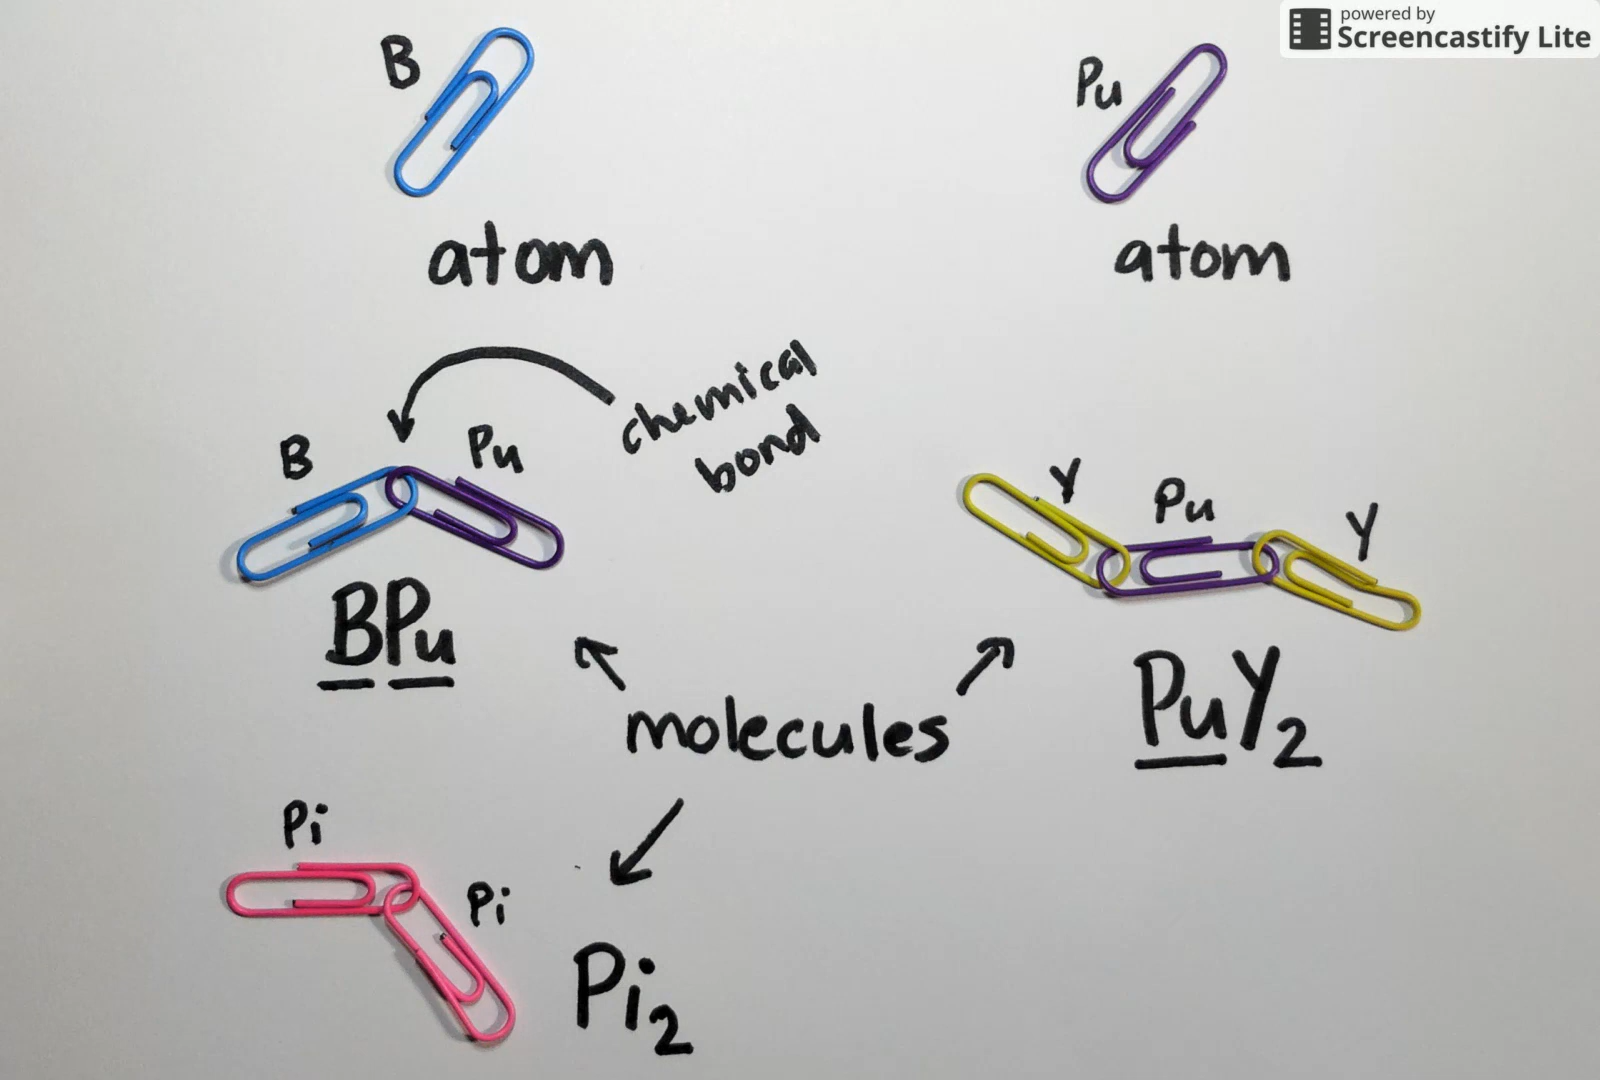 powered by
Screencastify Lite
B
Pu
atom
atom
chemical
bond
B
Pu
Y
Pu
Y
BPu
PuY2
molecules
Pi
Pi
Pi2